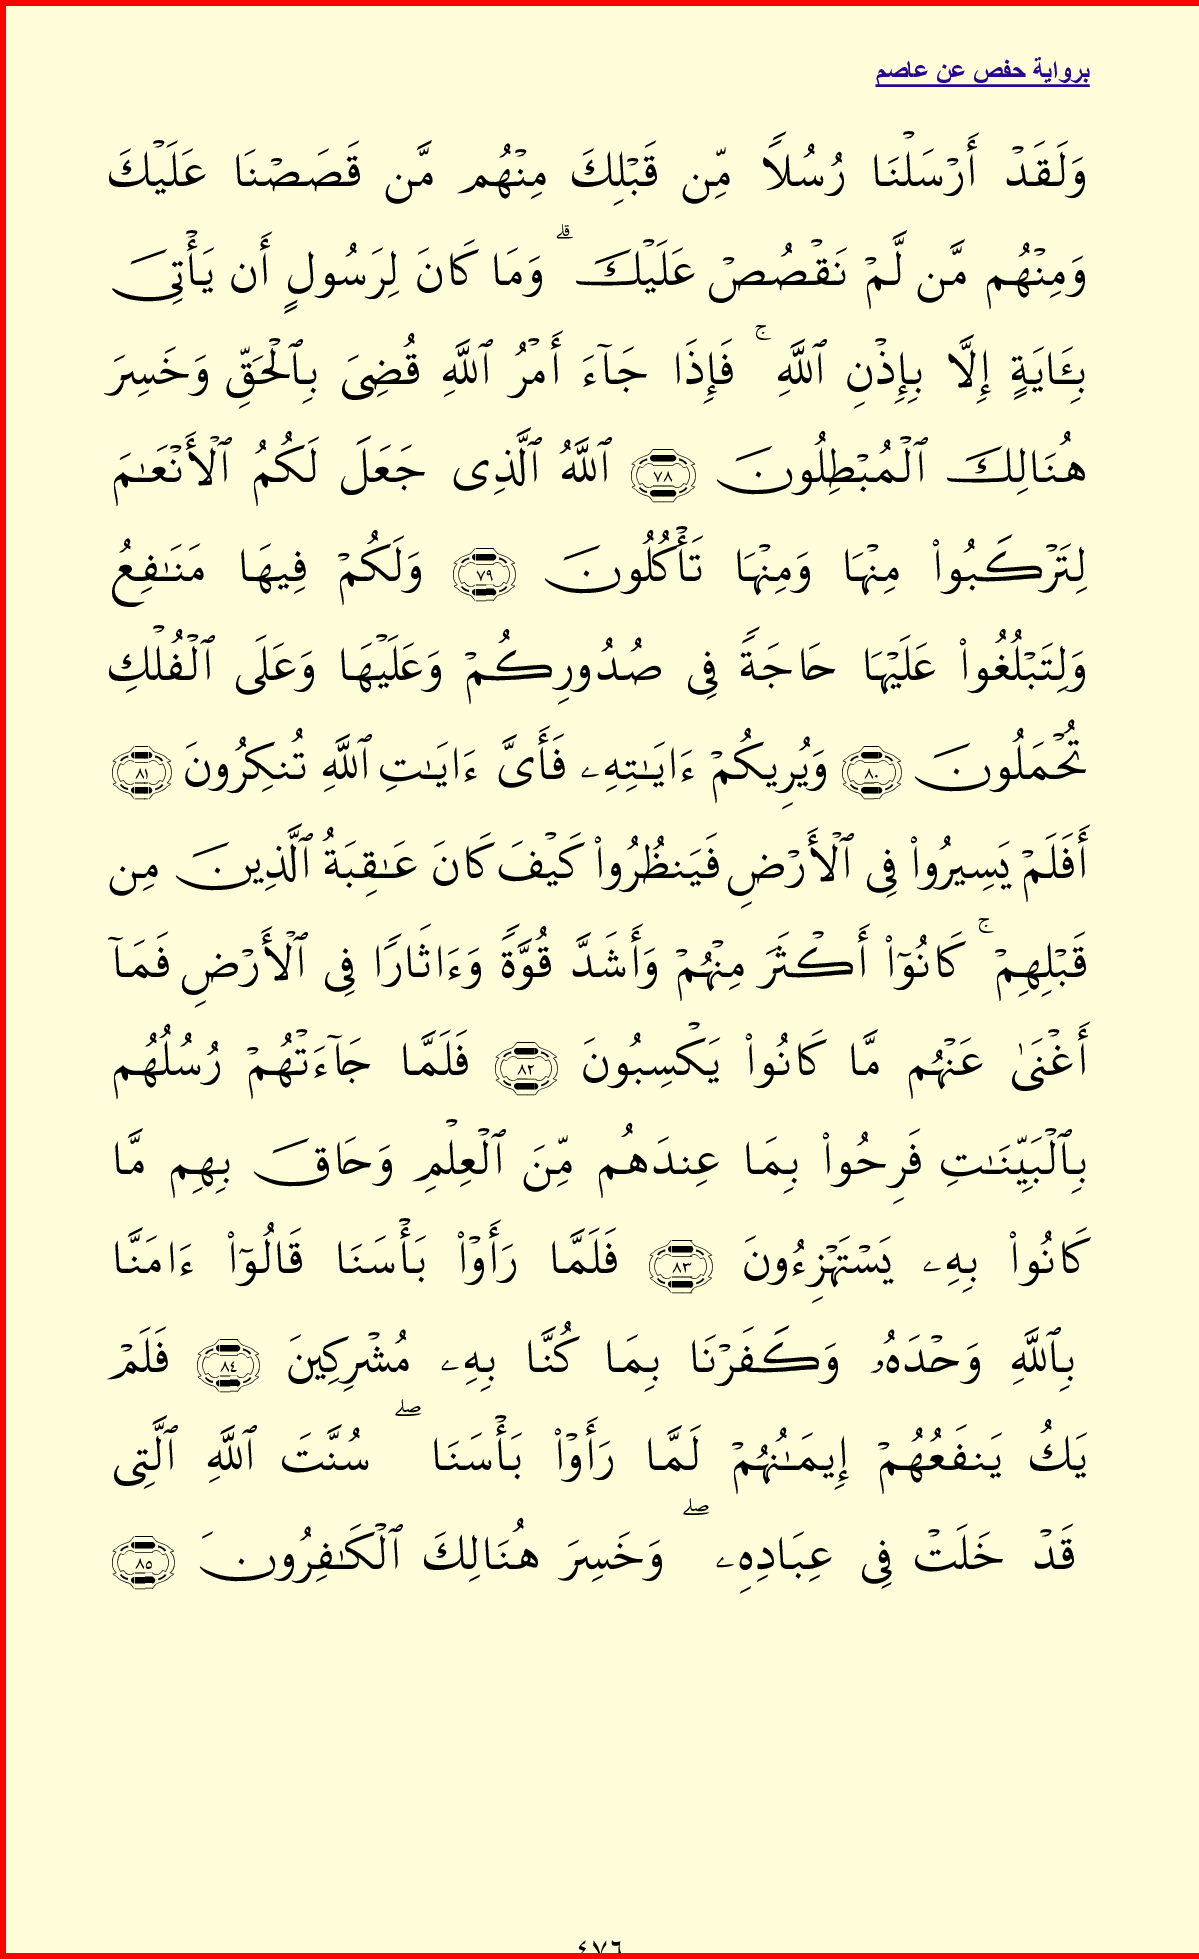 برواية حفص عن عاصم
وَلَقَدۡ أَرۡسَلۡنَا رُسُلٗا مِّن قَبۡلِكَ مِنۡهُم مَّن قَصَصۡنَا عَلَيۡكَ
وَمِنۡهُم مَّن لَّمۡ نَقۡصُصۡ عَلَيۡكَۗ وَمَا كَانَ لِرَسُولٍ أَن يَأۡتِيَ
بِـَٔايَةٍ إِلَّا بِإِذۡنِ ٱللَّهِۚ فَإِذَا جَآءَ أَمۡرُ ٱللَّهِ قُضِيَ بِٱلۡحَقِّ وَخَسِرَ
هُنَالِكَ ٱلۡمُبۡطِلُونَ ٧٨ ٱللَّهُ ٱلَّذِي جَعَلَ لَكُمُ ٱلۡأَنۡعَٰمَ
لِتَرۡكَبُواْ مِنۡهَا وَمِنۡهَا تَأۡكُلُونَ ٧٩ وَلَكُمۡ فِيهَا مَنَٰفِعُ
وَلِتَبۡلُغُواْ عَلَيۡهَا حَاجَةٗ فِي صُدُورِكُمۡ وَعَلَيۡهَا وَعَلَى ٱلۡفُلۡكِ
تُحۡمَلُونَ ٨٠ وَيُرِيكُمۡ ءَايَٰتِهِۦ فَأَيَّ ءَايَٰتِ ٱللَّهِ تُنكِرُونَ ٨١
أَفَلَمۡ يَسِيرُواْ فِي ٱلۡأَرۡضِ فَيَنظُرُواْ كَيۡفَ كَانَ عَٰقِبَةُ ٱلَّذِينَ مِن
قَبۡلِهِمۡۚ كَانُوٓاْ أَكۡثَرَ مِنۡهُمۡ وَأَشَدَّ قُوَّةٗ وَءَاثَارٗا فِي ٱلۡأَرۡضِ فَمَآ
أَغۡنَىٰ عَنۡهُم مَّا كَانُواْ يَكۡسِبُونَ ٨٢ فَلَمَّا جَآءَتۡهُمۡ رُسُلُهُم
بِٱلۡبَيِّنَٰتِ فَرِحُواْ بِمَا عِندَهُم مِّنَ ٱلۡعِلۡمِ وَحَاقَ بِهِم مَّا
كَانُواْ بِهِۦ يَسۡتَهۡزِءُونَ ٨٣ فَلَمَّا رَأَوۡاْ بَأۡسَنَا قَالُوٓاْ ءَامَنَّا
بِٱللَّهِ وَحۡدَهُۥ وَكَفَرۡنَا بِمَا كُنَّا بِهِۦ مُشۡرِكِينَ ٨٤ فَلَمۡ
يَكُ يَنفَعُهُمۡ إِيمَٰنُهُمۡ لَمَّا رَأَوۡاْ بَأۡسَنَاۖ سُنَّتَ ٱللَّهِ ٱلَّتِي
قَدۡ خَلَتۡ فِي عِبَادِهِۦۖ وَخَسِرَ هُنَالِكَ ٱلۡكَٰفِرُونَ ٨٥
٤٧٦